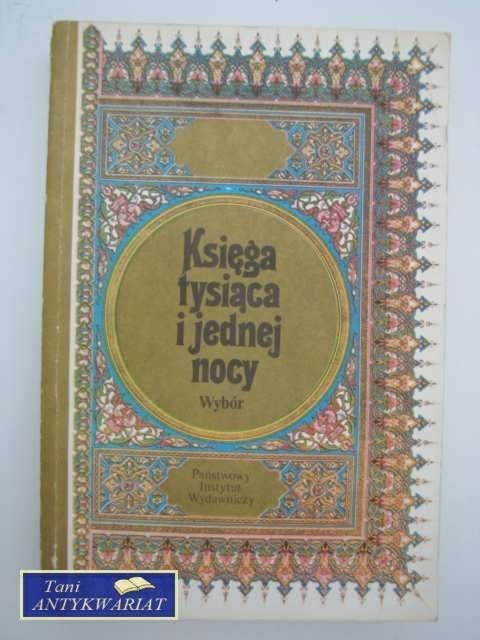 Księga
tysiąca
i jednej
nocy
Wybór
Państwowy
Instytut
Wydawniczy
Tani
ANTYKWARIAT